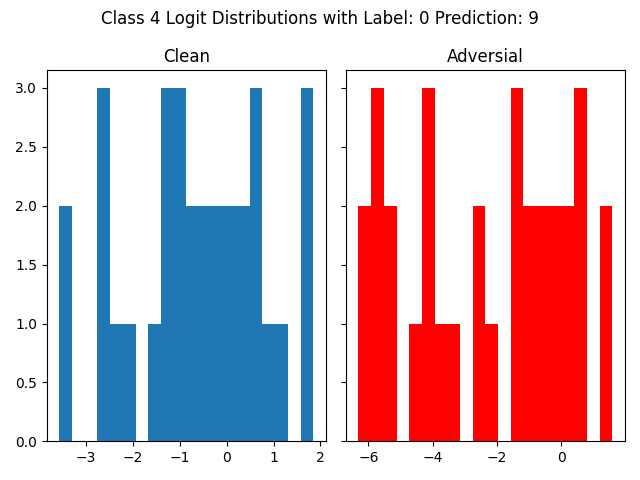 Class 4 Logit Distributions with Label: 0 Prediction: 9
Clean
Adversial
3.0
2.5
2.0
1.5
1.0
0.5
0.0
−3 −2 −1 0 1 2
−6 −4 −2 0